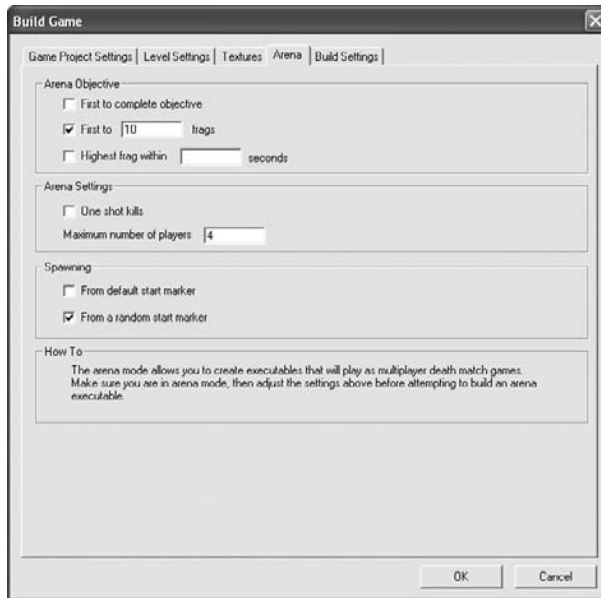 Build Game
Game Project Settings Level Settings Textures Arena Build Settings
Arena Objective
First to complete objective
First to 10 frags
Highest frag within seconds
Arena Settings
One shot kills
Maximum number of players 4
Spawning
From default start marker
From a random start marker
How To
The arena mode allows you to create executables that will play as multiplayer death match games.
Make sure you are in arena mode, then adjust the settings above before attempting to build an arena
executable.
OK Cancel